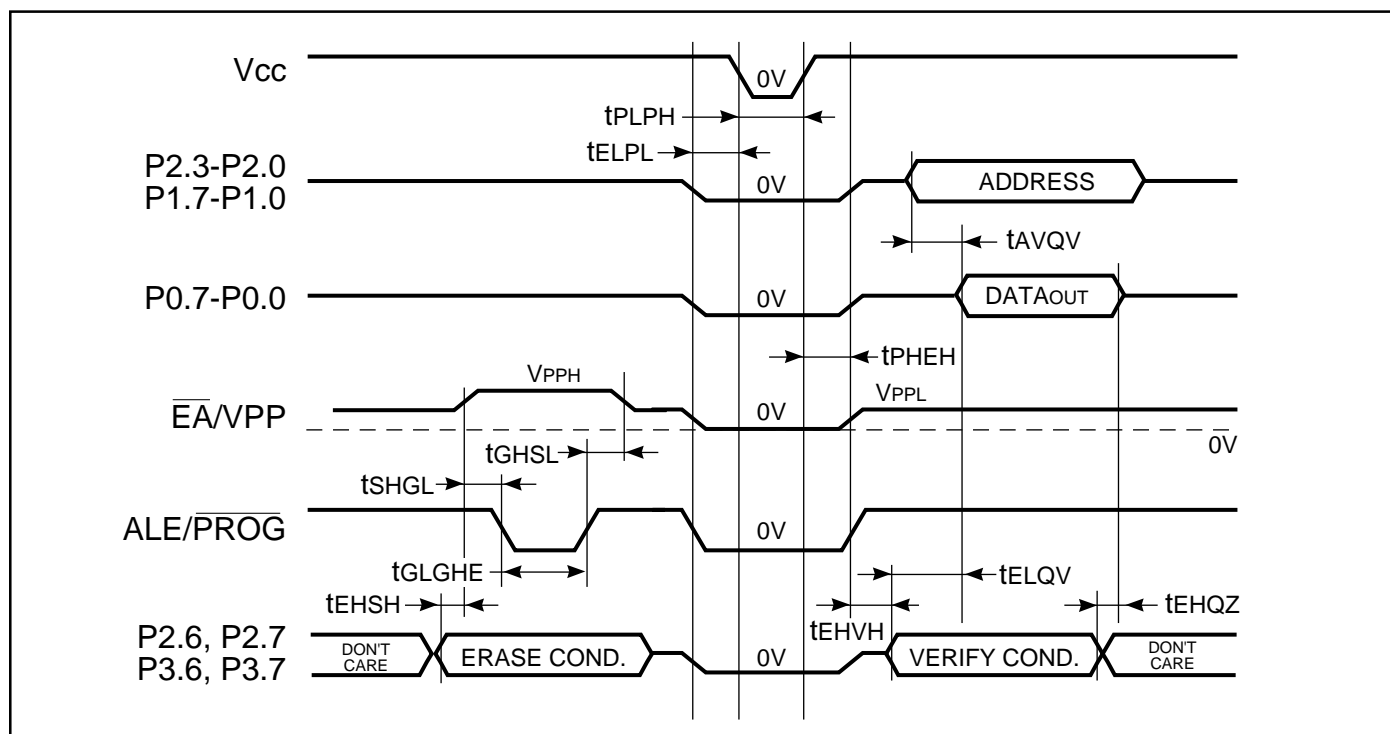 Vcc
0V
tPLPH
tELPL
P2.3-P2.0
P1.7-P1.0
0V
ADDRESS
tAVQV
P0.7-P0.0
0V
DATAOUT
tPHEH
VPPH
VPPL
EA/VPP
0V
0V
tGHSL
tSHGL
ALE/PROG
0V
tGLGHE
tELQV
tEHSH
tEHQZ
tEHVH
P2.6, P2.7
P3.6, P3.7
DON'T
CARE
ERASE COND.
0V
VERIFY COND.
DON'T
CARE